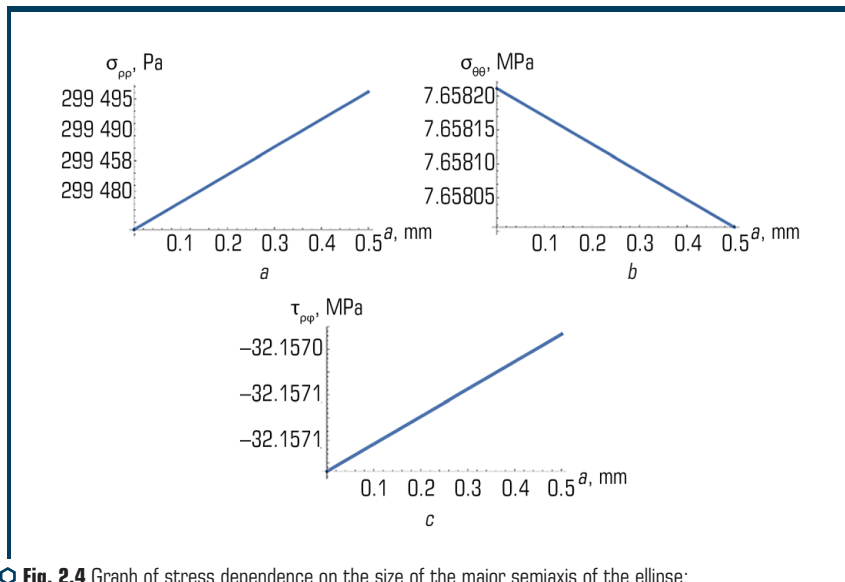 σρρ, Pa
299 495
299 490
299 458
299 480
0.1 0.2 0.3 0.4 0.5 a, mm
a
σθθ, MPa
7.65820
7.65815
7.65810
7.65805
0.1 0.2 0.3 0.4 0.5 a, mm
b
τρφ, MPa
–32.1570
–32.1571
–32.1571
0.1 0.2 0.3 0.4 0.5 a, mm
c
Fig. 2.4 Graph of stress dependence on the size of the major semiaxis of the ellipse: